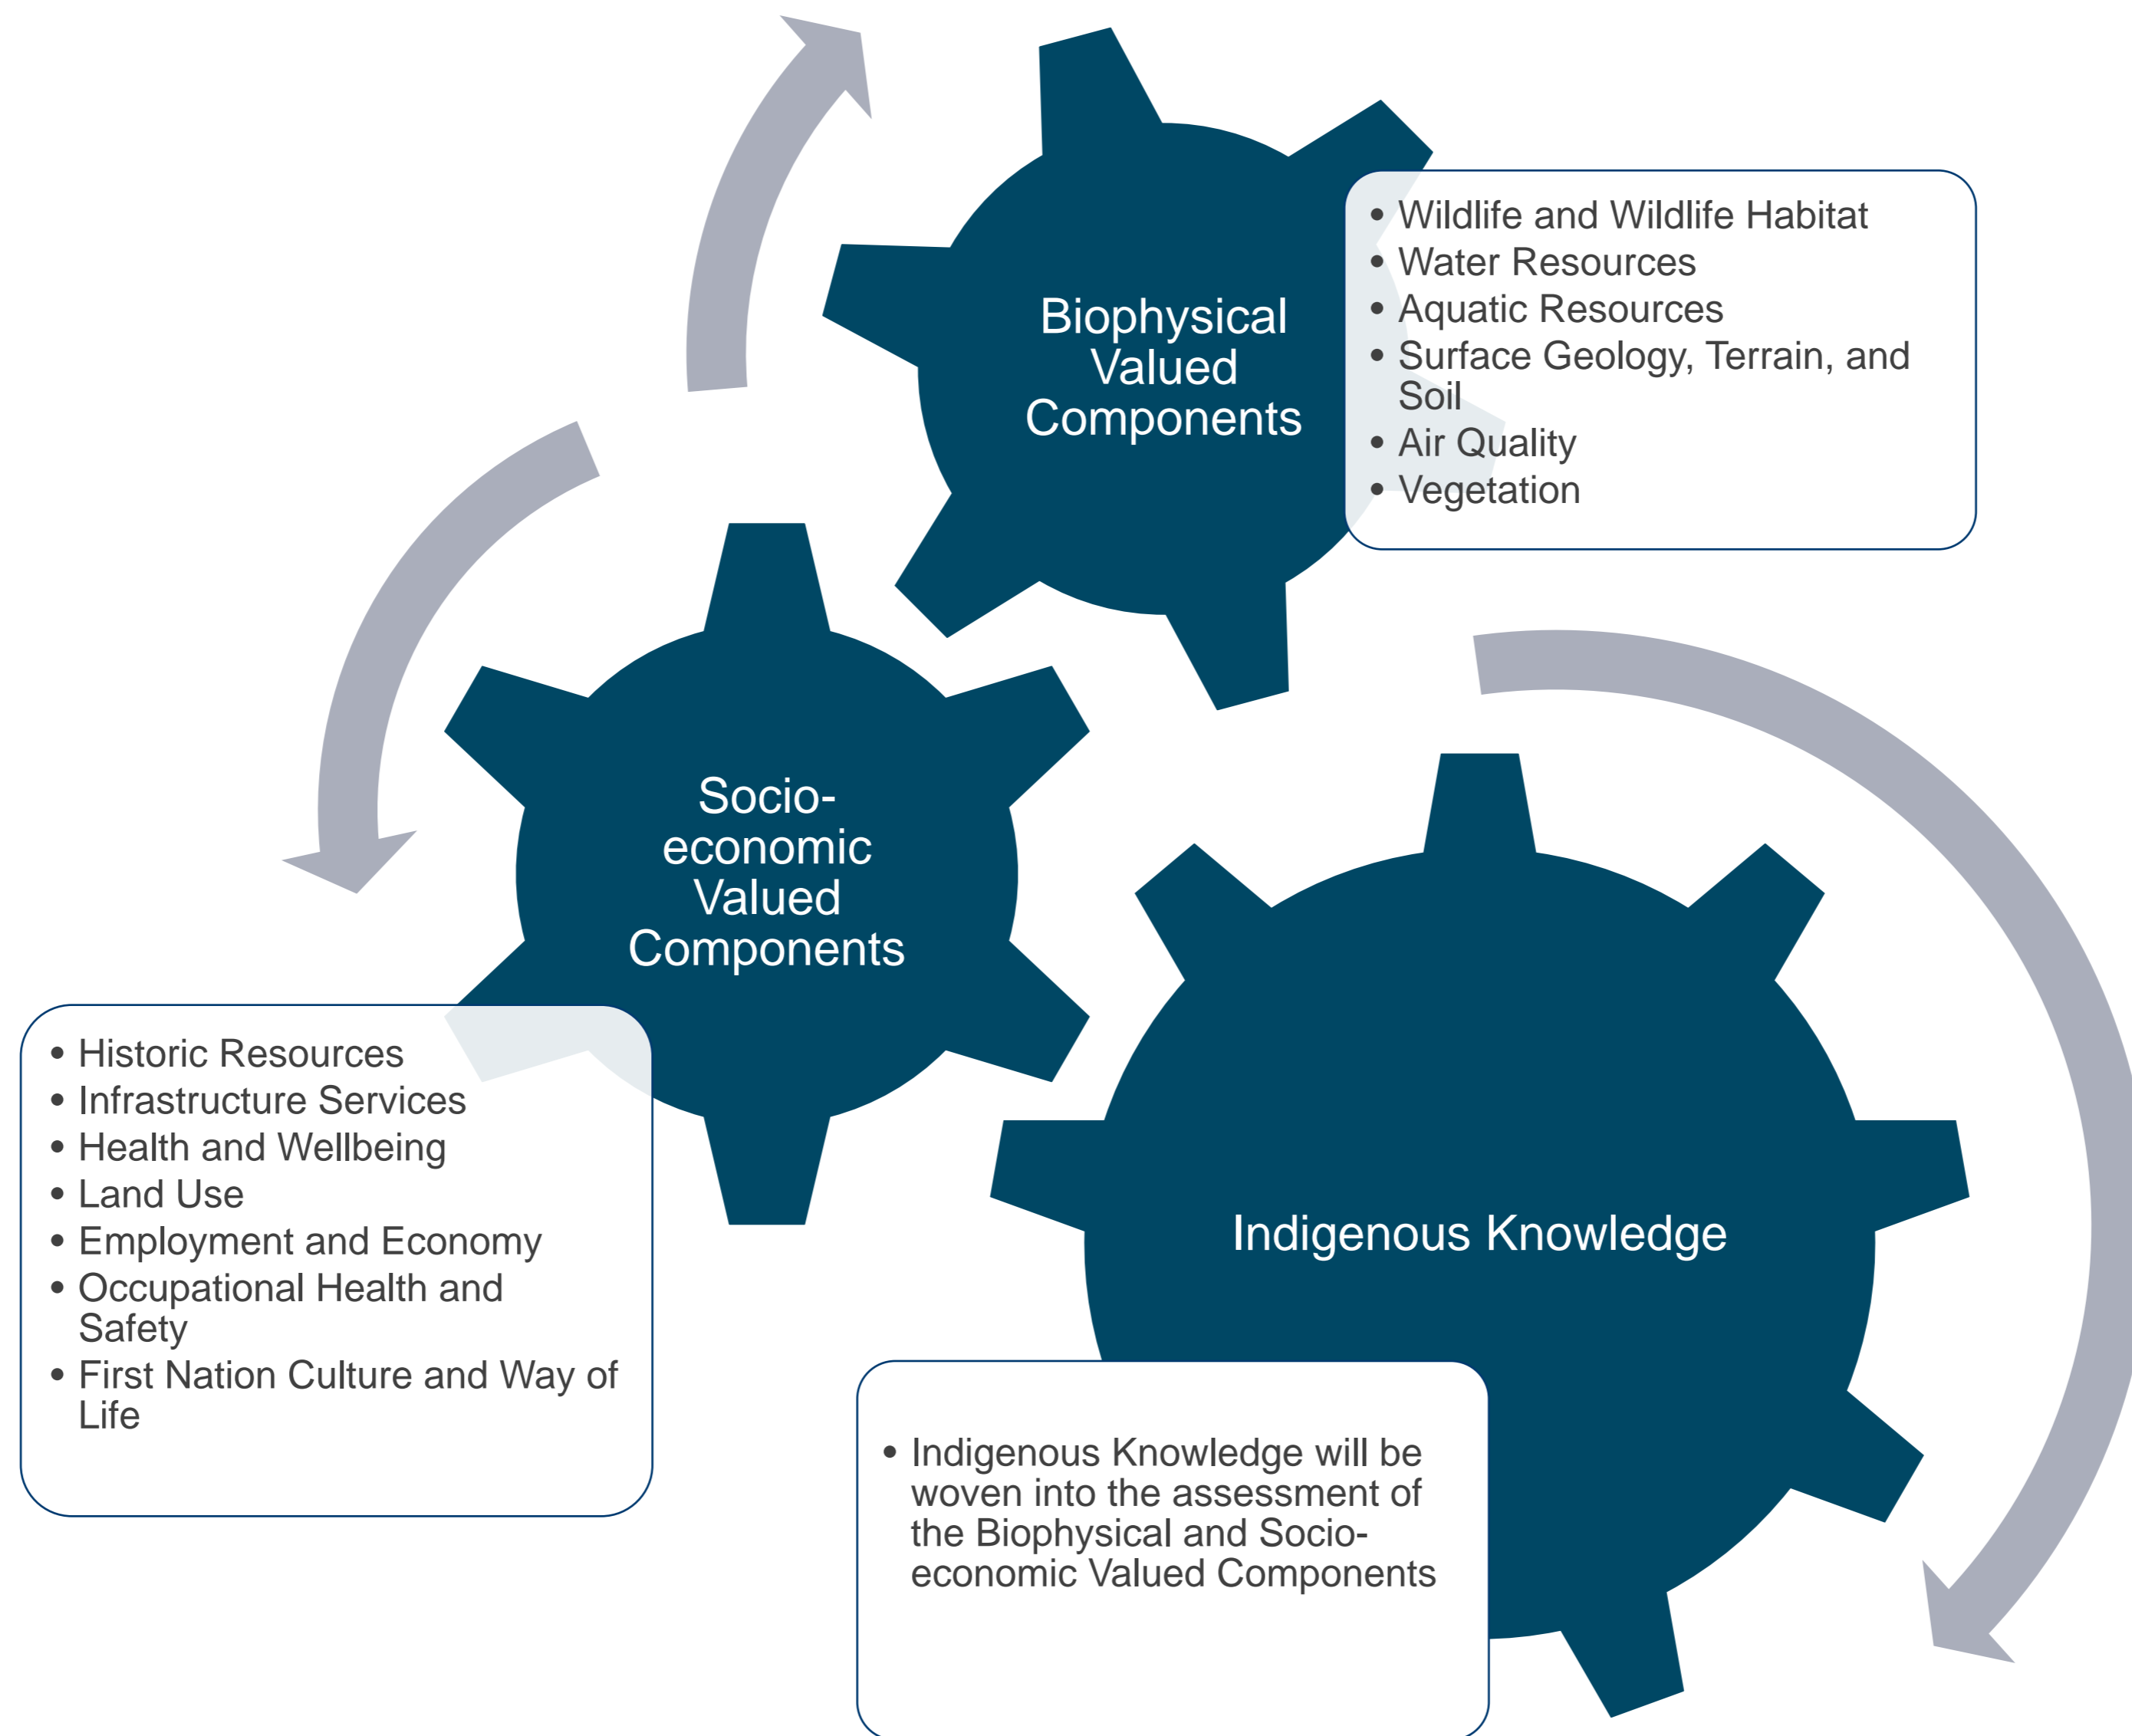 Biophysical
Valued
Components
• Wildlife and Wildlife Habitat
• Water Resources
• Aquatic Resources
• Surface Geology, Terrain, and
Soil
• Air Quality
• Vegetation
Socio-
economic
Valued
Components
• Historic Resources
• Infrastructure Services
• Health and Wellbeing
• Land Use
• Employment and Economy
• Occupational Health and
Safety
• First Nation Culture and Way of
Life
Indigenous Knowledge
• Indigenous Knowledge will be
woven into the assessment of
the Biophysical and Socio-
economic Valued Components